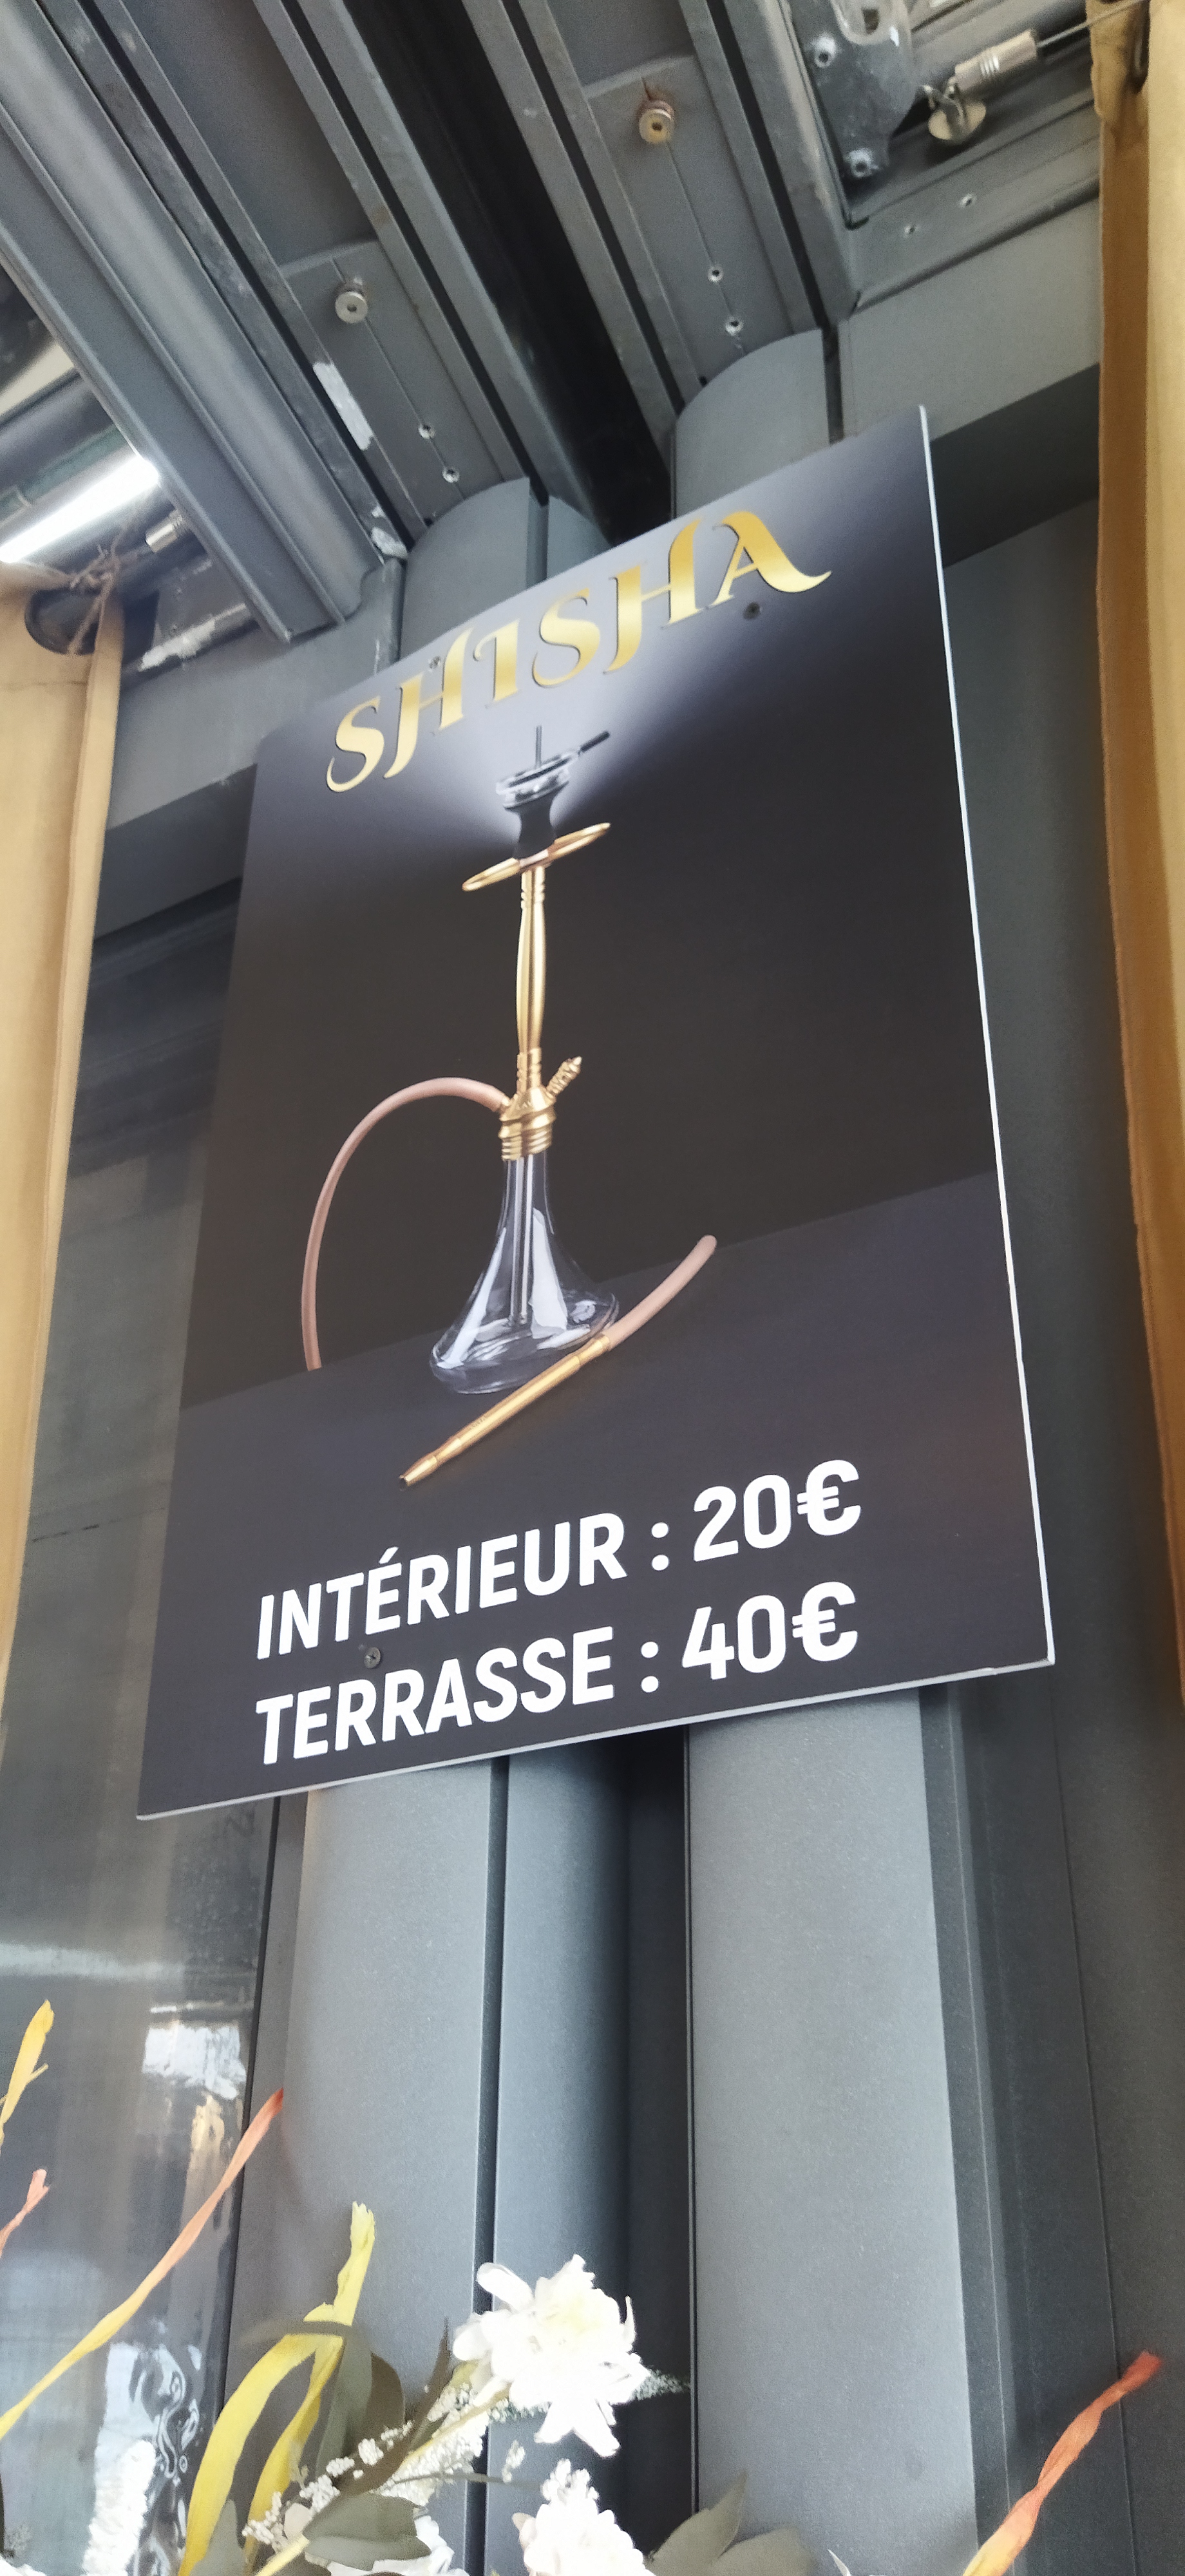 SHISHA
INTÉRIEUR : 20€
TERRASSE : 40€